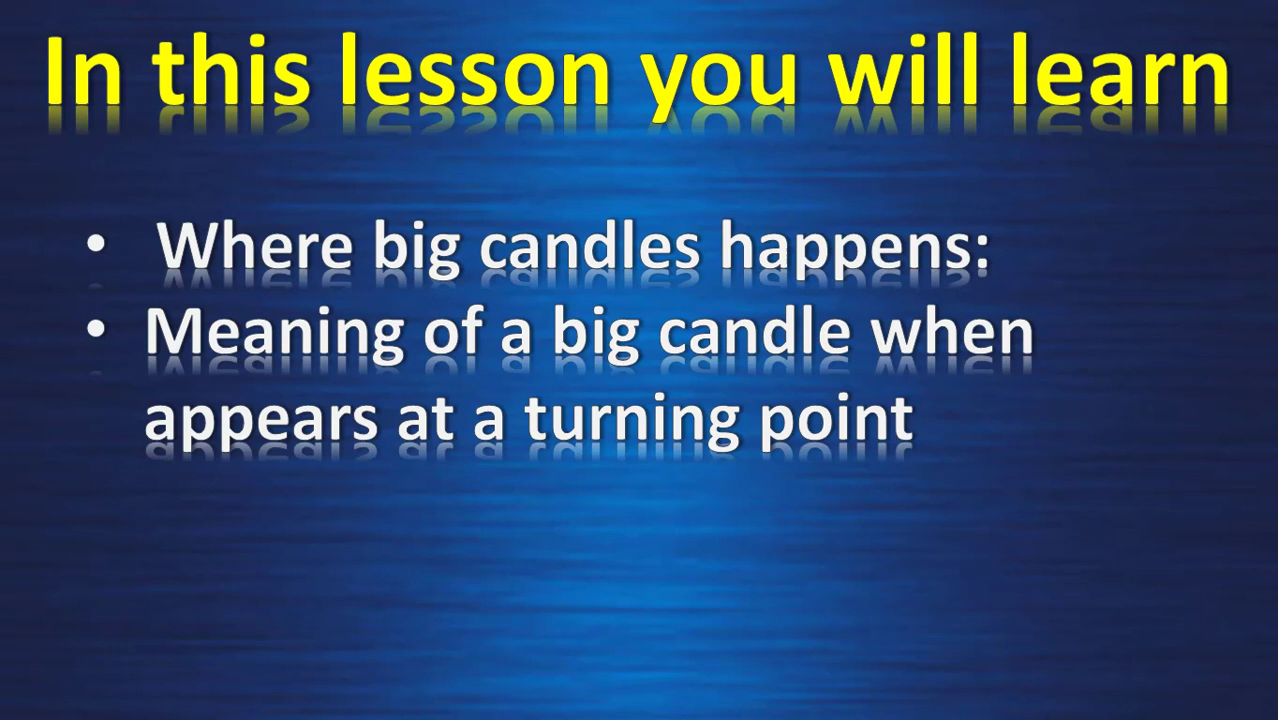 In this lesson you will learn
• Where big candles happens:
• Meaning of a big candle when
appears at a turning point